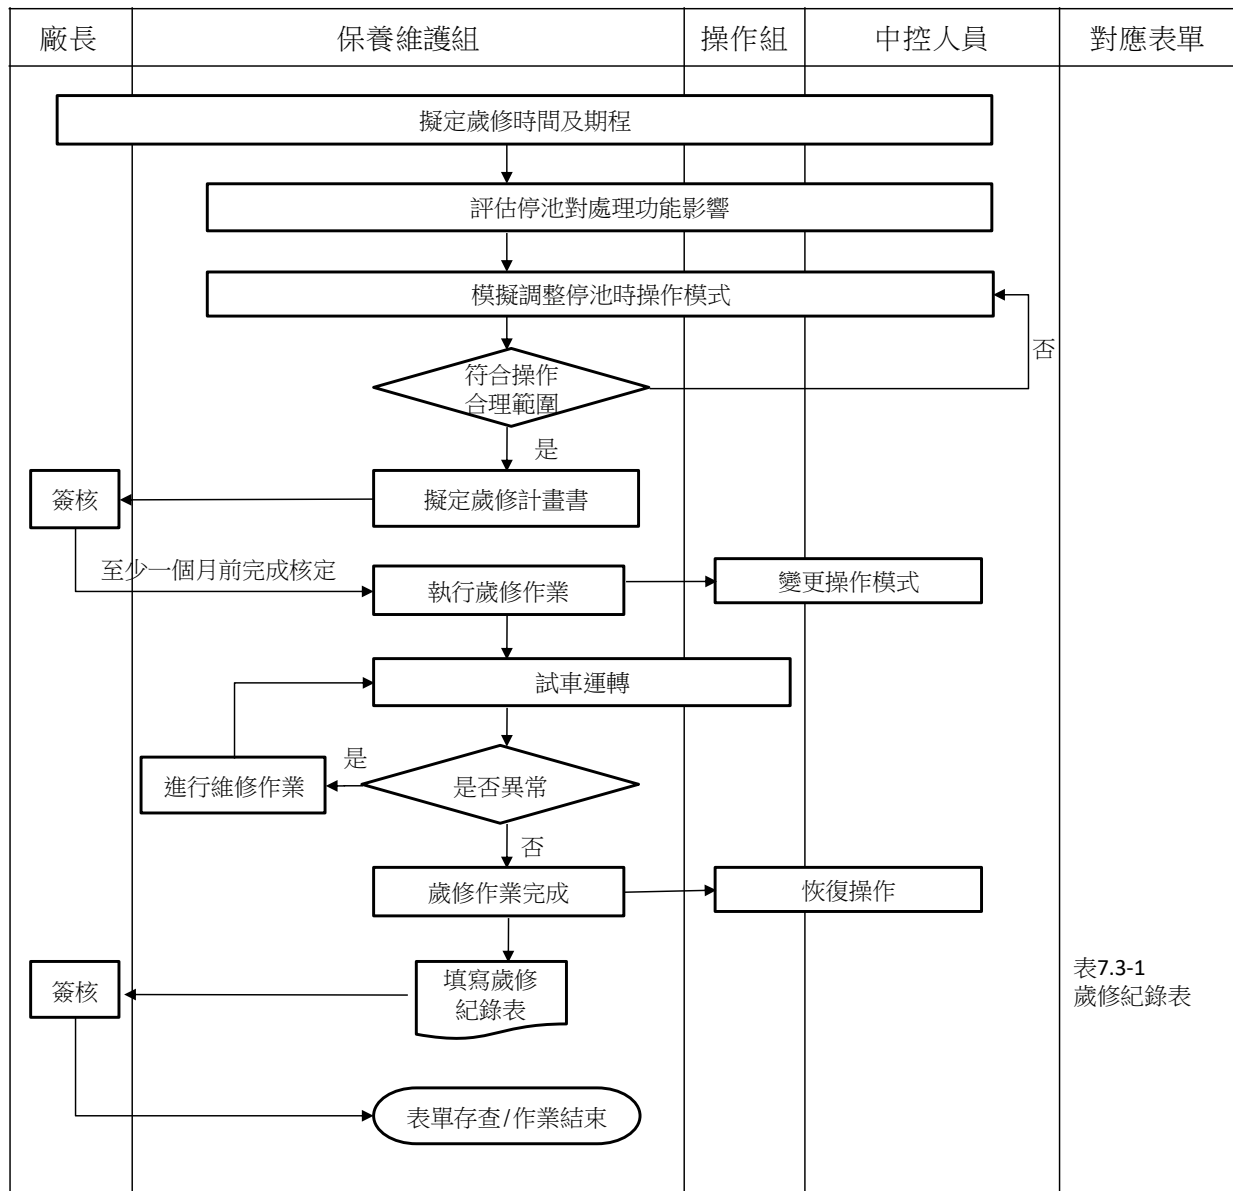 廠長
保養維護組
操作組
中控人員
對應表單
擬定歲修時間及期程
評估停池對處理功能影響
模擬調整停池時操作模式
否
符合操作
合理範圍
是
簽核
擬定歲修計畫書
至少一個月前完成核定
執行歲修作業
變更操作模式
試車運轉
是
進行維修作業
是否異常
否
歲修作業完成
恢復操作
簽核
填寫歲修
紀錄表
表7.3-1
歲修紀錄表
表單存查/作業結束